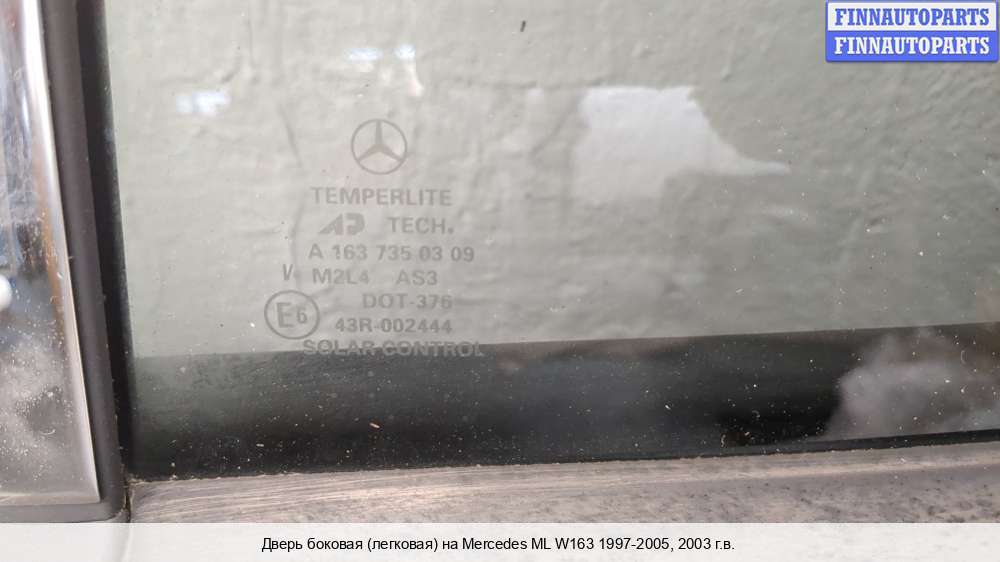 FINNAUTOPARTS
FINNAUTOPARTS
TEMPERLITE
AP TECH.
A 163 735 03 09
M2L4 AS3
DOT-376
E6
43R-002444
SOLAR CONTROL
Дверь боковая (легковая) на Mercedes ML W163 1997-2005, 2003 г.в.